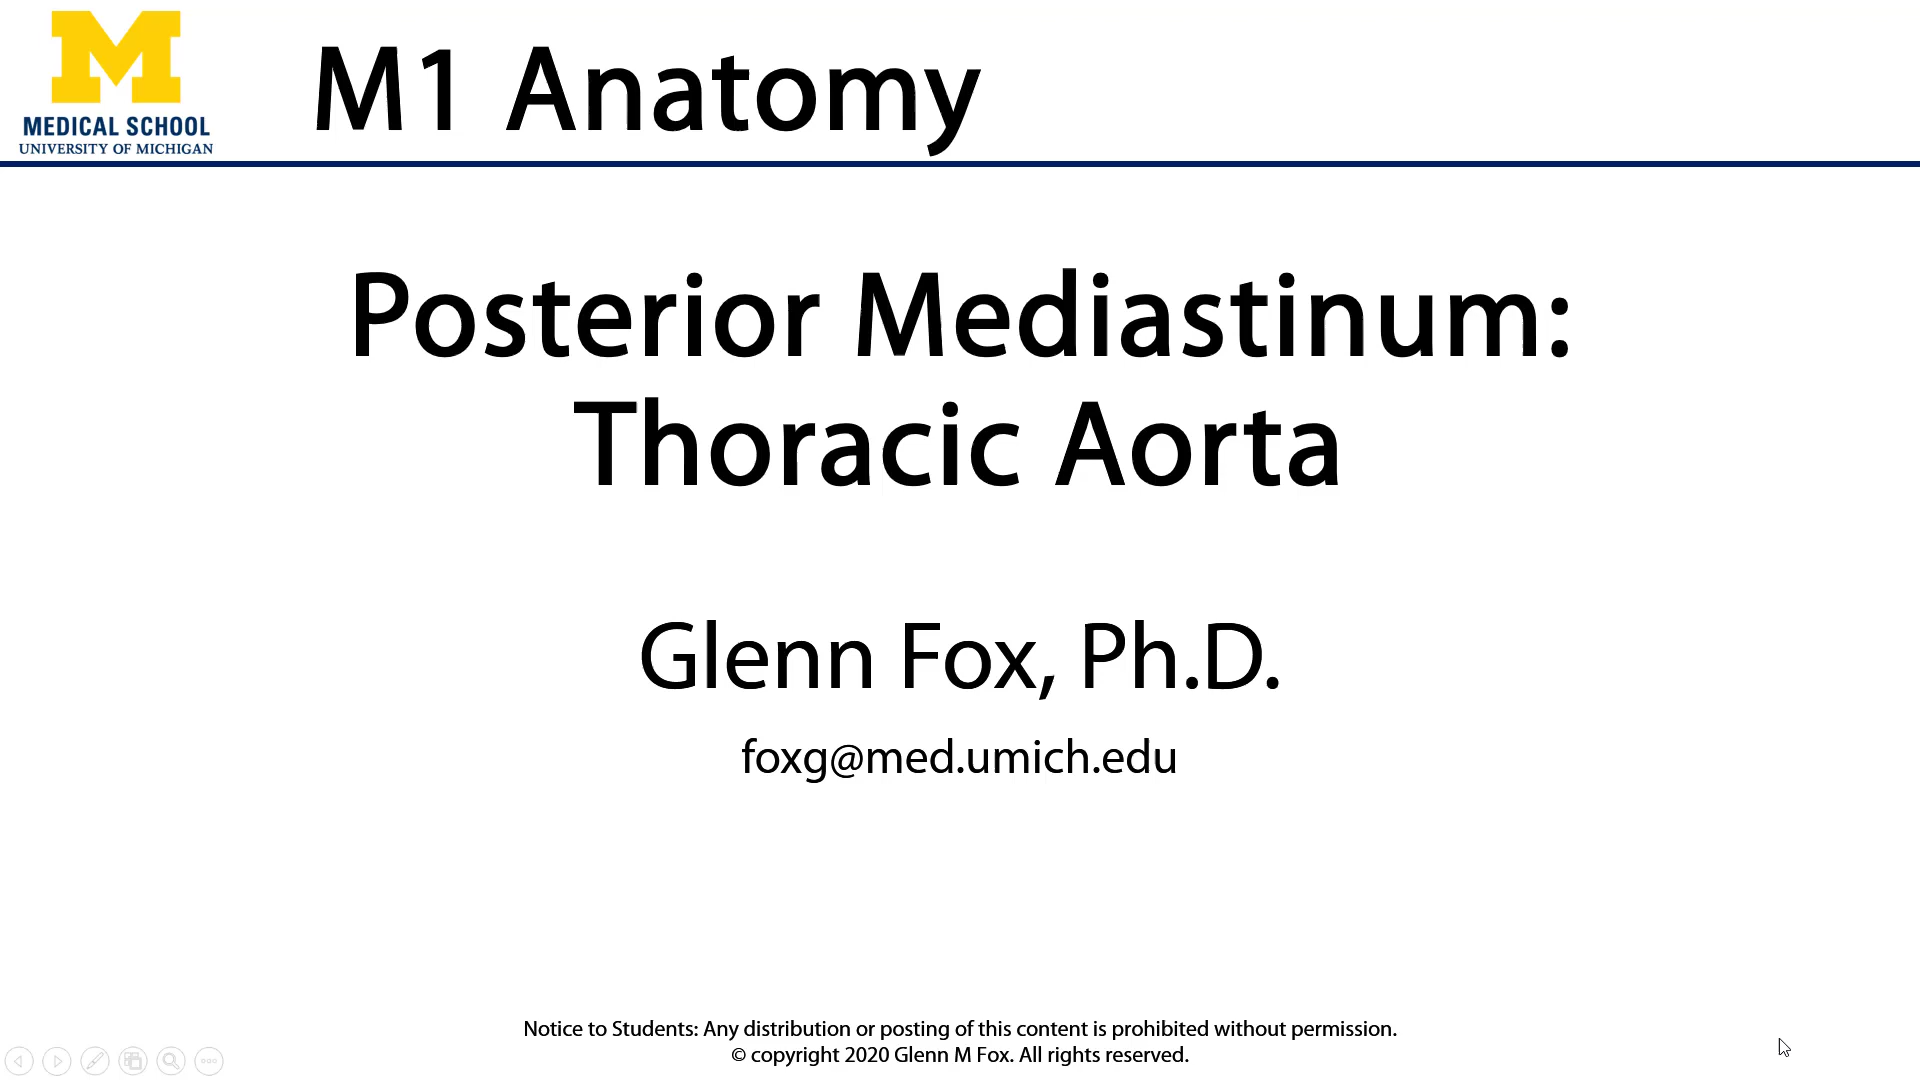 M
MEDICAL SCHOOL
UNIVERSITY OF MICHIGAN
M1 Anatomy
Posterior Mediastinum:
Thoracic Aorta
Glenn Fox, Ph.D.
foxg@med.umich.edu
Notice to Students: Any distribution or posting of this content is prohibited without permission.
© copyright 2020 Glenn M Fox. All rights reserved.